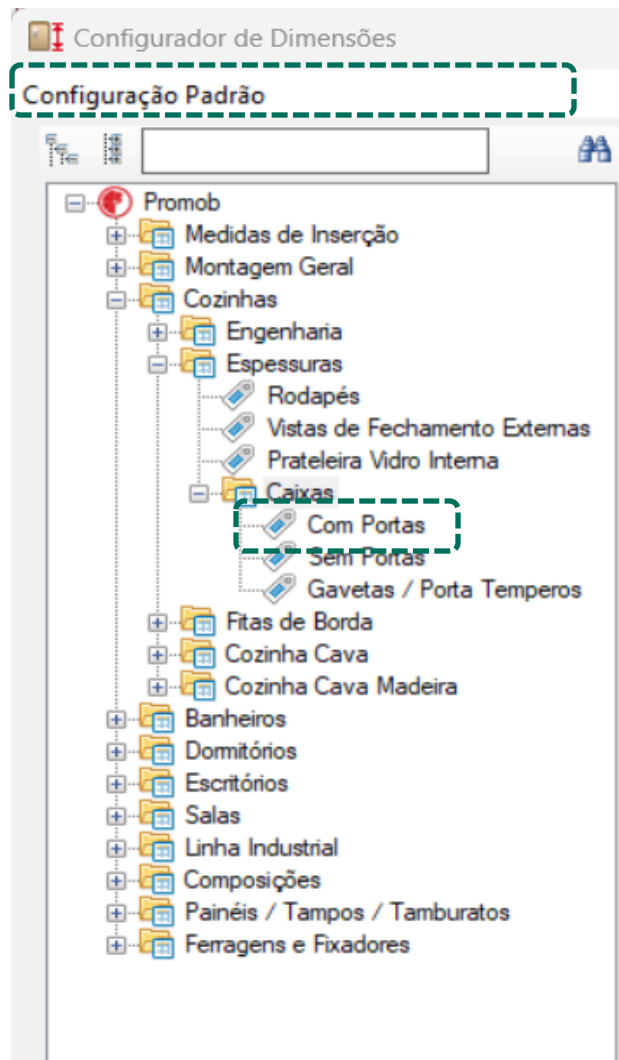 Configurador de Dimensões
Configuração Padrão
Promob
Medidas de Inserção
Montagem Geral
Cozinhas
Engenharia
Espessuras
Rodapés
Vistas de Fechamento Externas
Prateleira Vidro Interna
Caixas
Com Portas
Sem Portas
Gavetas / Porta Temperos
Fitas de Borda
Cozinha Cava
Cozinha Cava Madeira
Banheiros
Dormitórios
Escritórios
Salas
Linha Industrial
Composições
Painéis / Tampos / Tamburatos
Ferragens e Fixadores